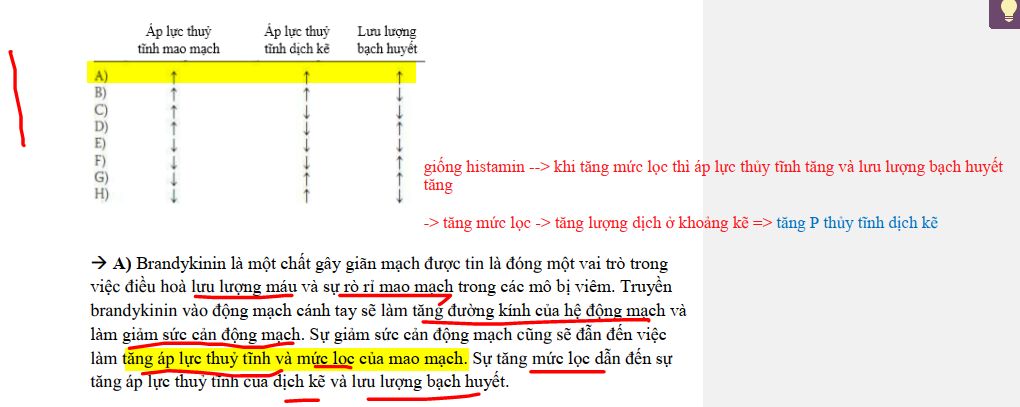 Áp lực thuỷ Áp lực thuỷ Lưu lượng
tĩnh mao mạch tĩnh dịch kẽ bạch huyết
A) ↑ ↑ ↑
B) ↑ ↑ ↓
C) ↑ ↓ ↓
D) ↑ ↓ ↑
E) ↓ ↓ ↓
F) ↓ ↓ ↑
G) ↓ ↑ ↑
H) ↓ ↑ ↓
giống histamin --> khi tăng mức lọc thì áp lực thủy tĩnh tăng và lưu lượng bạch huyết
tăng
-> tăng mức lọc -> tăng lượng dịch ở khoảng kẽ => tăng P thủy tĩnh dịch kẽ
→ A) Brandykinin là một chất gây giãn mạch được tin là đóng một vai trò trong
việc điều hoà lưu lượng máu và sự rò rỉ mao mạch trong các mô bị viêm. Truyền
brandykinin vào động mạch cánh tay sẽ làm tăng đường kính của hệ động mạch và
làm giảm sức cản động mạch. Sự giảm sức cản động mạch cũng sẽ dẫn đến việc
làm tăng áp lực thuỷ tĩnh và mức lọc của mao mạch. Sự tăng mức lọc dẫn đến sự
tăng áp lực thuỷ tĩnh của dịch kẽ và lưu lượng bạch huyết.